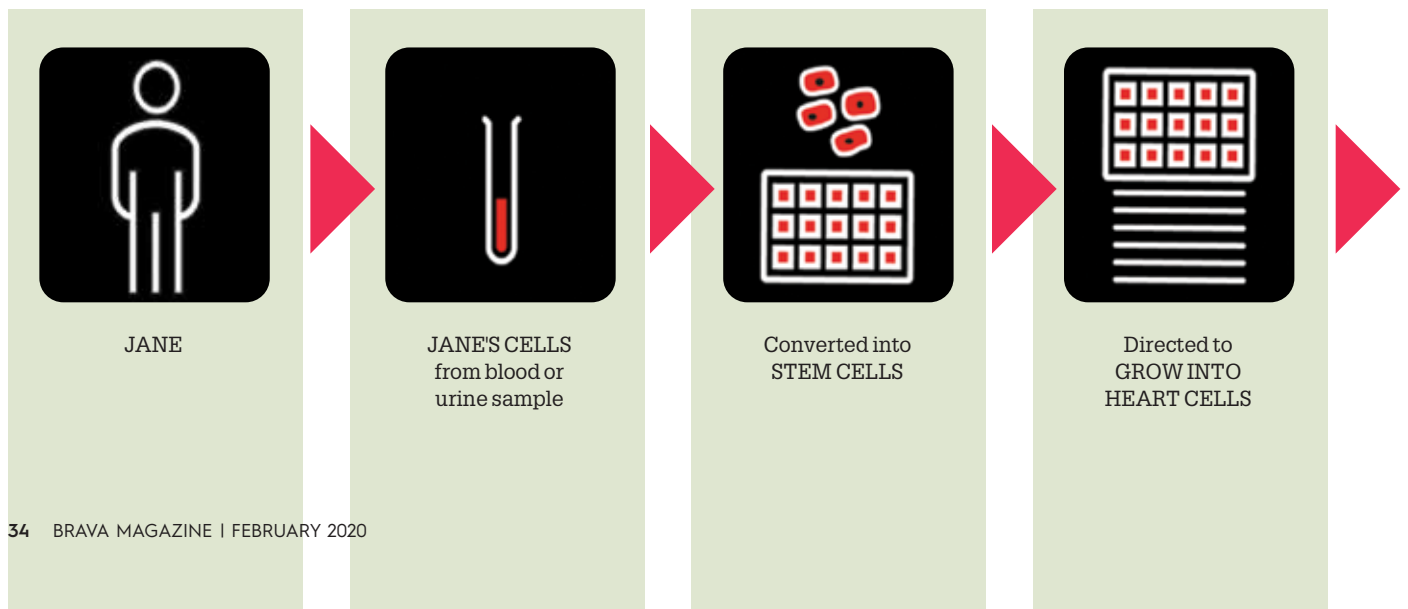 JANE
JANE'S CELLS
from blood or
urine sample
Converted into
STEM CELLS
Directed to
GROW INTO
HEART CELLS
34 BRAVA MAGAZINE | FEBRUARY 2020